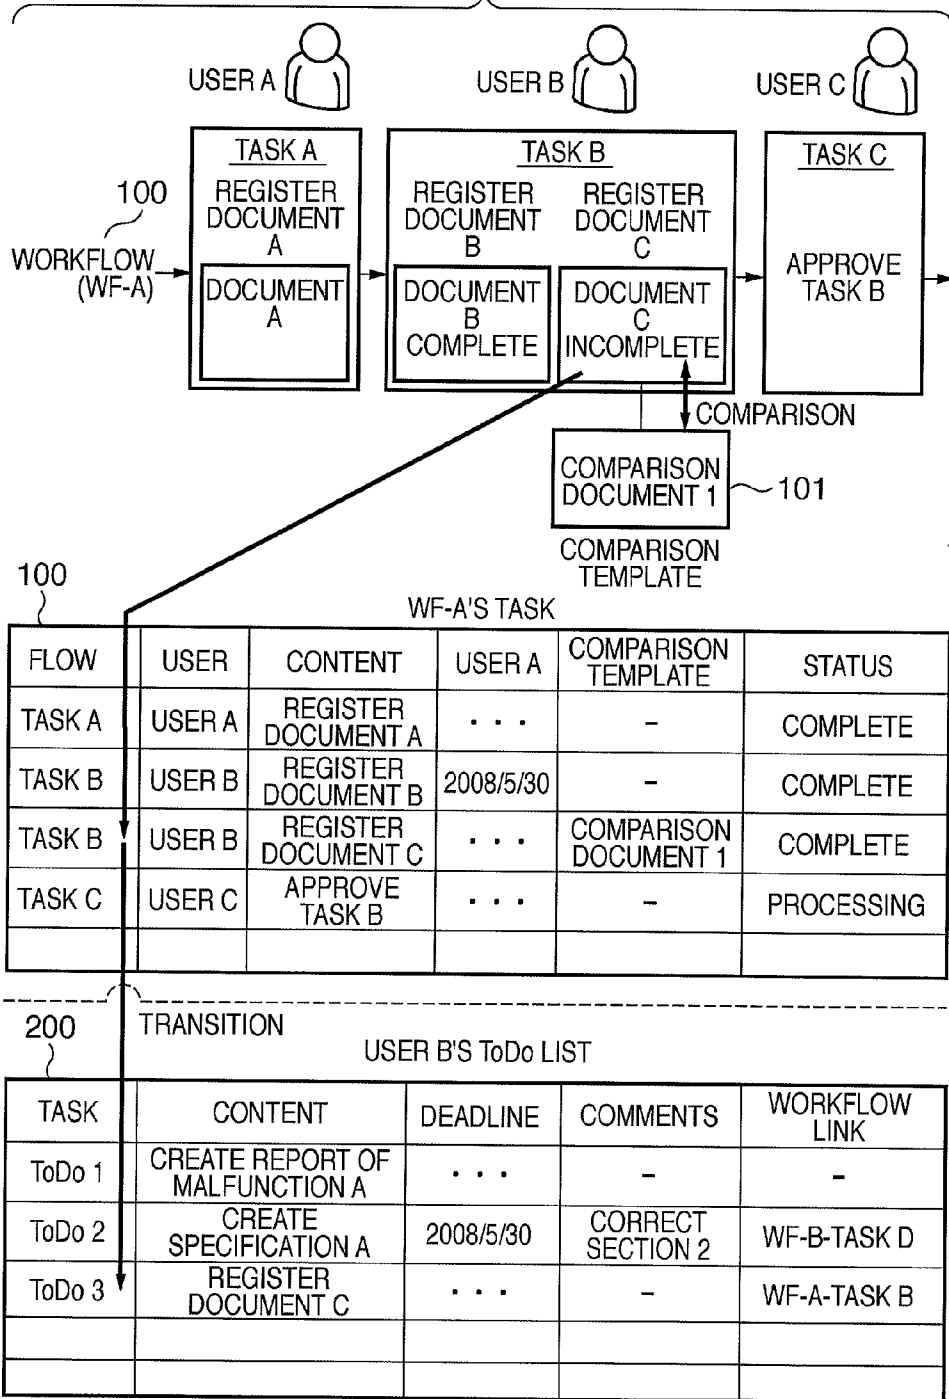 USER A
USER B
USER C
TASK A
REGISTER
DOCUMENT
A
DOCUMENT
A
TASK B
REGISTER
DOCUMENT
B
DOCUMENT
B
COMPLETE
REGISTER
DOCUMENT
C
DOCUMENT
C
INCOMPLETE
TASK C
APPROVE
TASK B
100
WORKFLOW
(WF-A)
COMPARISON
COMPARISON
DOCUMENT 1
101
COMPARISON
TEMPLATE
100
WF-A'S TASK
FLOW USER CONTENT USER A COMPARISON TEMPLATE STATUS
TASK A USER A REGISTER DOCUMENT A . . . – COMPLETE
TASK B USER B REGISTER DOCUMENT B 2008/5/30 – COMPLETE
TASK B USER B REGISTER DOCUMENT C . . . COMPARISON DOCUMENT 1 COMPLETE
TASK C USER C APPROVE TASK B . . . – PROCESSING
TRANSITION
200
USER B'S ToDo LIST
TASK CONTENT DEADLINE COMMENTS WORKFLOW LINK
ToDo 1 CREATE REPORT OF MALFUNCTION A . . . – –
ToDo 2 CREATE SPECIFICATION A 2008/5/30 CORRECT SECTION 2 WF-B-TASK D
ToDo 3 REGISTER DOCUMENT C . . . – WF-A-TASK B